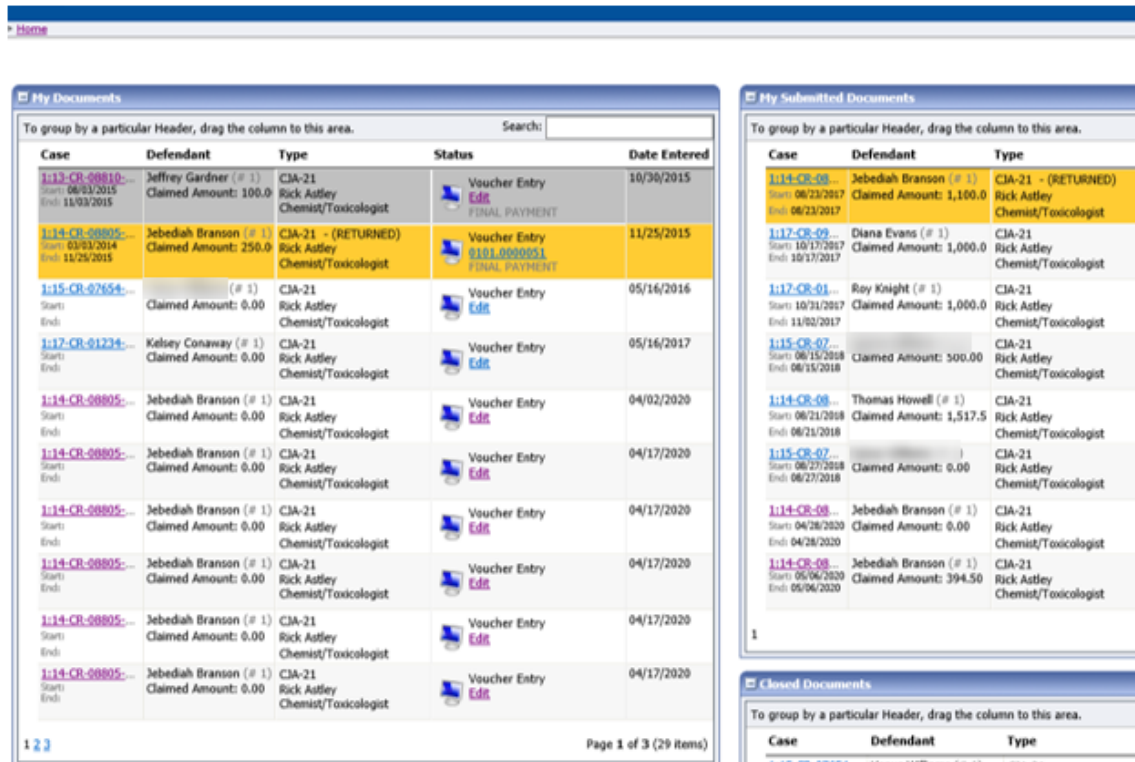 Home
My Documents
To group by a particular Header, drag the column to this area. Search:
Case Defendant Type Status Date Entered
1:13-CR-08810-... Jeffrey Gardner (# 1) CJA-21 Voucher Entry 10/30/2015
Start: 08/03/2015 Claimed Amount: 100.0 Rick Astley Edit
End: 11/03/2015 Chemist/Toxicologist FINAL PAYMENT
1:14-CR-08805-... Jebediah Branson (# 1) CJA-21 - (RETURNED) Voucher Entry 11/25/2015
Start: 03/03/2014 Claimed Amount: 250.0 Rick Astley 0101.0000051
End: 11/25/2015 Chemist/Toxicologist FINAL PAYMENT
1:15-CR-07654-... (# 1) CJA-21 Voucher Entry 05/16/2016
Start: Claimed Amount: 0.00 Rick Astley Edit
End: Chemist/Toxicologist
1:17-CR-01234-... Kelsey Conaway (# 1) CJA-21 Voucher Entry 05/16/2017
Start: Claimed Amount: 0.00 Rick Astley Edit
End: Chemist/Toxicologist
1:14-CR-08805-... Jebediah Branson (# 1) CJA-21 Voucher Entry 04/02/2020
Start: Claimed Amount: 0.00 Rick Astley Edit
End: Chemist/Toxicologist
1:14-CR-08805-... Jebediah Branson (# 1) CJA-21 Voucher Entry 04/17/2020
Start: Claimed Amount: 0.00 Rick Astley Edit
End: Chemist/Toxicologist
1:14-CR-08805-... Jebediah Branson (# 1) CJA-21 Voucher Entry 04/17/2020
Start: Claimed Amount: 0.00 Rick Astley Edit
End: Chemist/Toxicologist
1:14-CR-08805-... Jebediah Branson (# 1) CJA-21 Voucher Entry 04/17/2020
Start: Claimed Amount: 0.00 Rick Astley Edit
End: Chemist/Toxicologist
1:14-CR-08805-... Jebediah Branson (# 1) CJA-21 Voucher Entry 04/17/2020
Start: Claimed Amount: 0.00 Rick Astley Edit
End: Chemist/Toxicologist
1:14-CR-08805-... Jebediah Branson (# 1) CJA-21 Voucher Entry 04/17/2020
Start: Claimed Amount: 0.00 Rick Astley Edit
End: Chemist/Toxicologist
1 2 3 Page 1 of 3 (29 items)
My Submitted Documents
To group by a particular Header, drag the column to this area.
Case Defendant Type
1:14-CR-08... Jebediah Branson (# 1) CJA-21 - (RETURNED)
Start: 08/23/2017 Claimed Amount: 1,100.0 Rick Astley
End: 08/23/2017 Chemist/Toxicologist
1:17-CR-09... Diana Evans (# 1) CJA-21
Start: 10/17/2017 Claimed Amount: 1,000.0 Rick Astley
End: 10/17/2017 Chemist/Toxicologist
1:17-CR-01... Roy Knight (# 1) CJA-21
Start: 10/31/2017 Claimed Amount: 1,000.0 Rick Astley
End: 11/02/2017 Chemist/Toxicologist
1:15-CR-07... CJA-21
Start: 08/15/2018 Claimed Amount: 500.00 Rick Astley
End: 08/15/2018 Chemist/Toxicologist
1:14-CR-08... Thomas Howell (# 1) CJA-21
Start: 08/21/2018 Claimed Amount: 1,517.5 Rick Astley
End: 08/21/2018 Chemist/Toxicologist
1:15-CR-07... CJA-21
Start: 08/27/2018 Claimed Amount: 0.00 Rick Astley
End: 08/27/2018 Chemist/Toxicologist
1:14-CR-08... Jebediah Branson (# 1) CJA-21
Start: 04/28/2020 Claimed Amount: 0.00 Rick Astley
End: 04/28/2020 Chemist/Toxicologist
1:14-CR-08... Jebediah Branson (# 1) CJA-21
Start: 05/06/2020 Claimed Amount: 394.50 Rick Astley
End: 05/06/2020 Chemist/Toxicologist
1
Closed Documents
To group by a particular Header, drag the column to this area.
Case Defendant Type